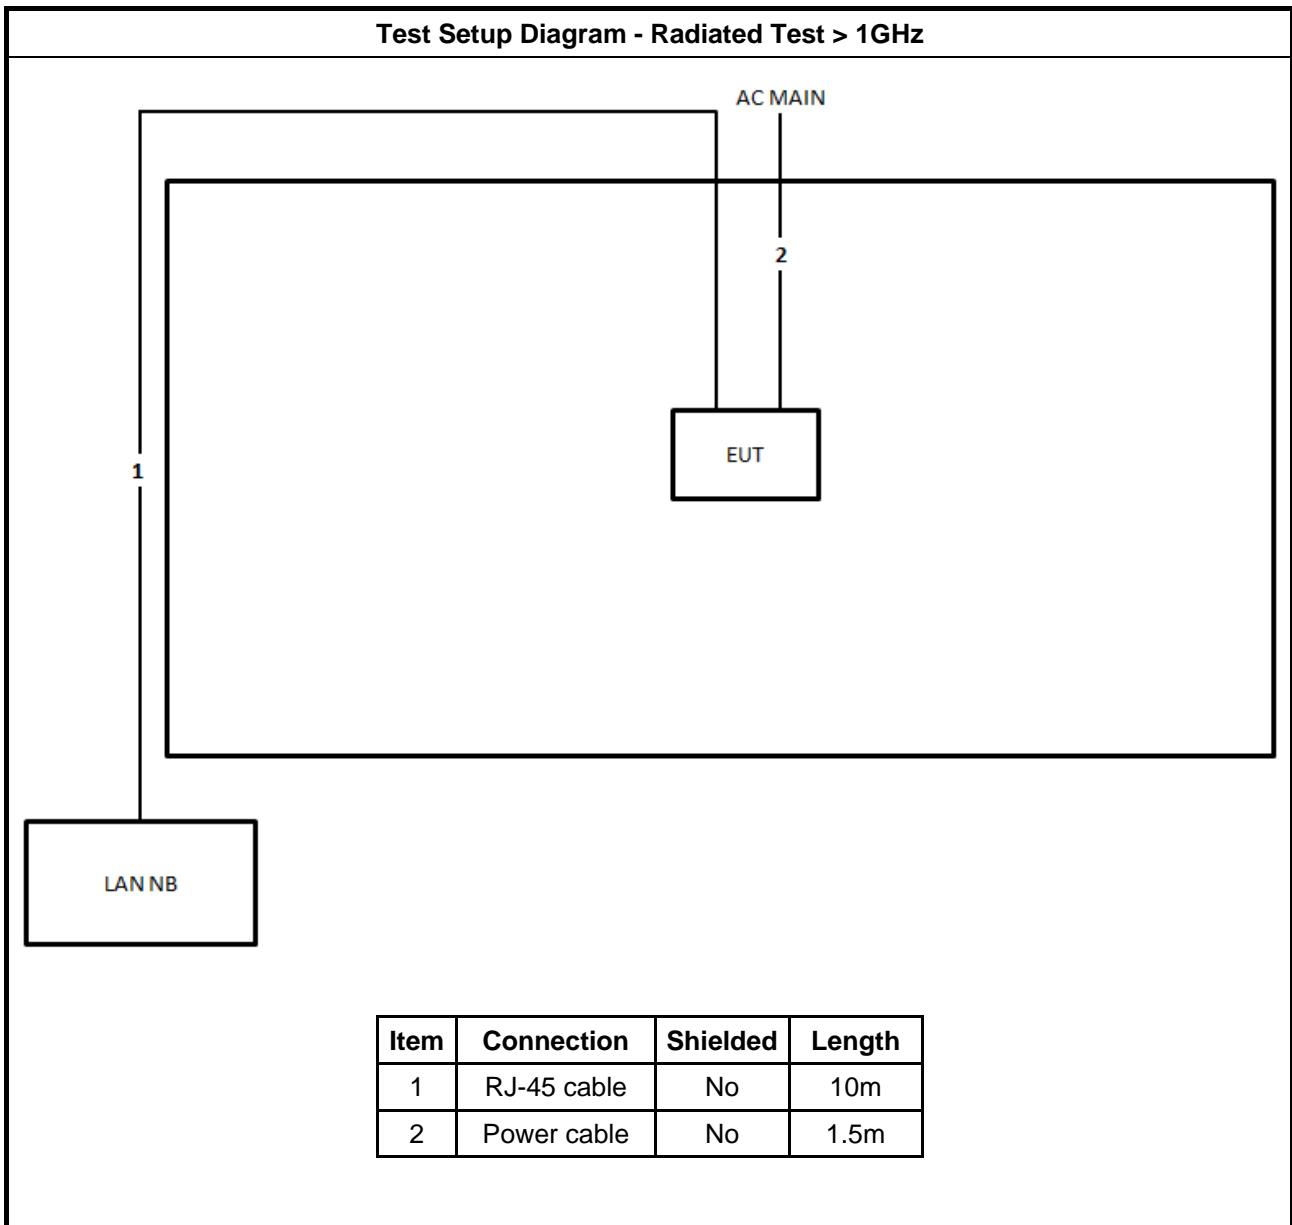 Test Setup Diagram - Radiated Test > 1GHz
AC MAIN
2
EUT
1
LAN NB
Item Connection Shielded Length
1 RJ-45 cable No 10m
2 Power cable No 1.5m